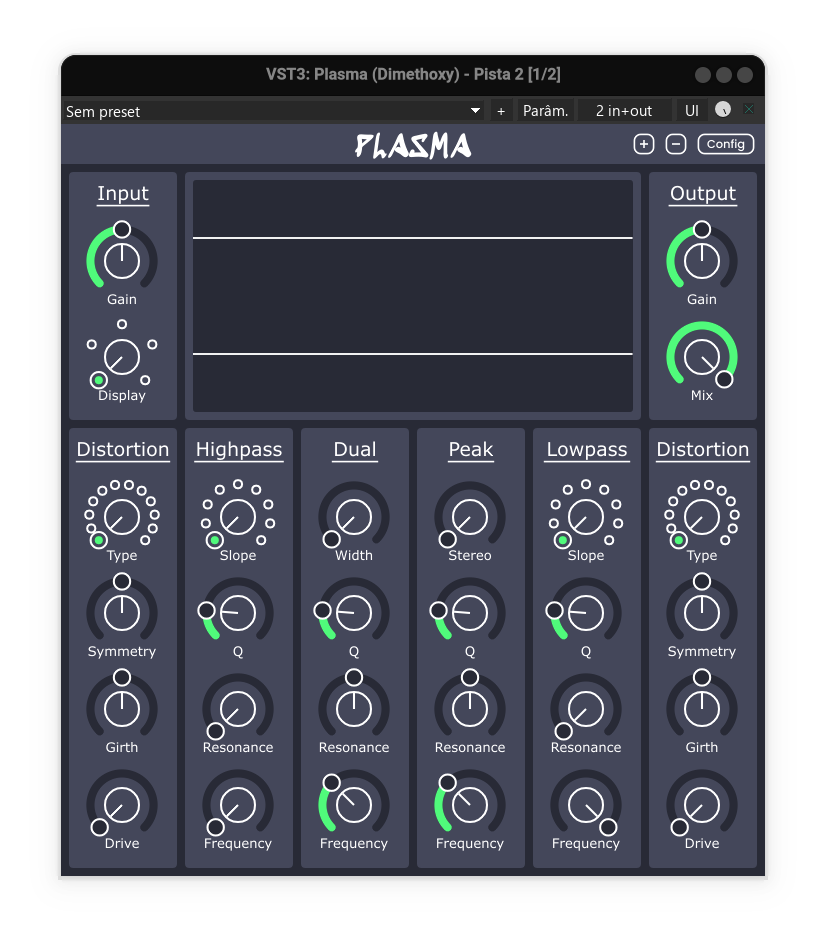 VST3: Plasma (Dimethoxy) - Pista 2 [1/2]
Sem preset + Parâm. 2 in+out UI
PLASMA + − Config
Input Output
Gain Gain
Display Mix
Distortion Highpass Dual Peak Lowpass Distortion
Type Slope Width Stereo Slope Type
Symmetry Q Q Q Q Symmetry
Girth Resonance Resonance Resonance Resonance Girth
Drive Frequency Frequency Frequency Frequency Drive